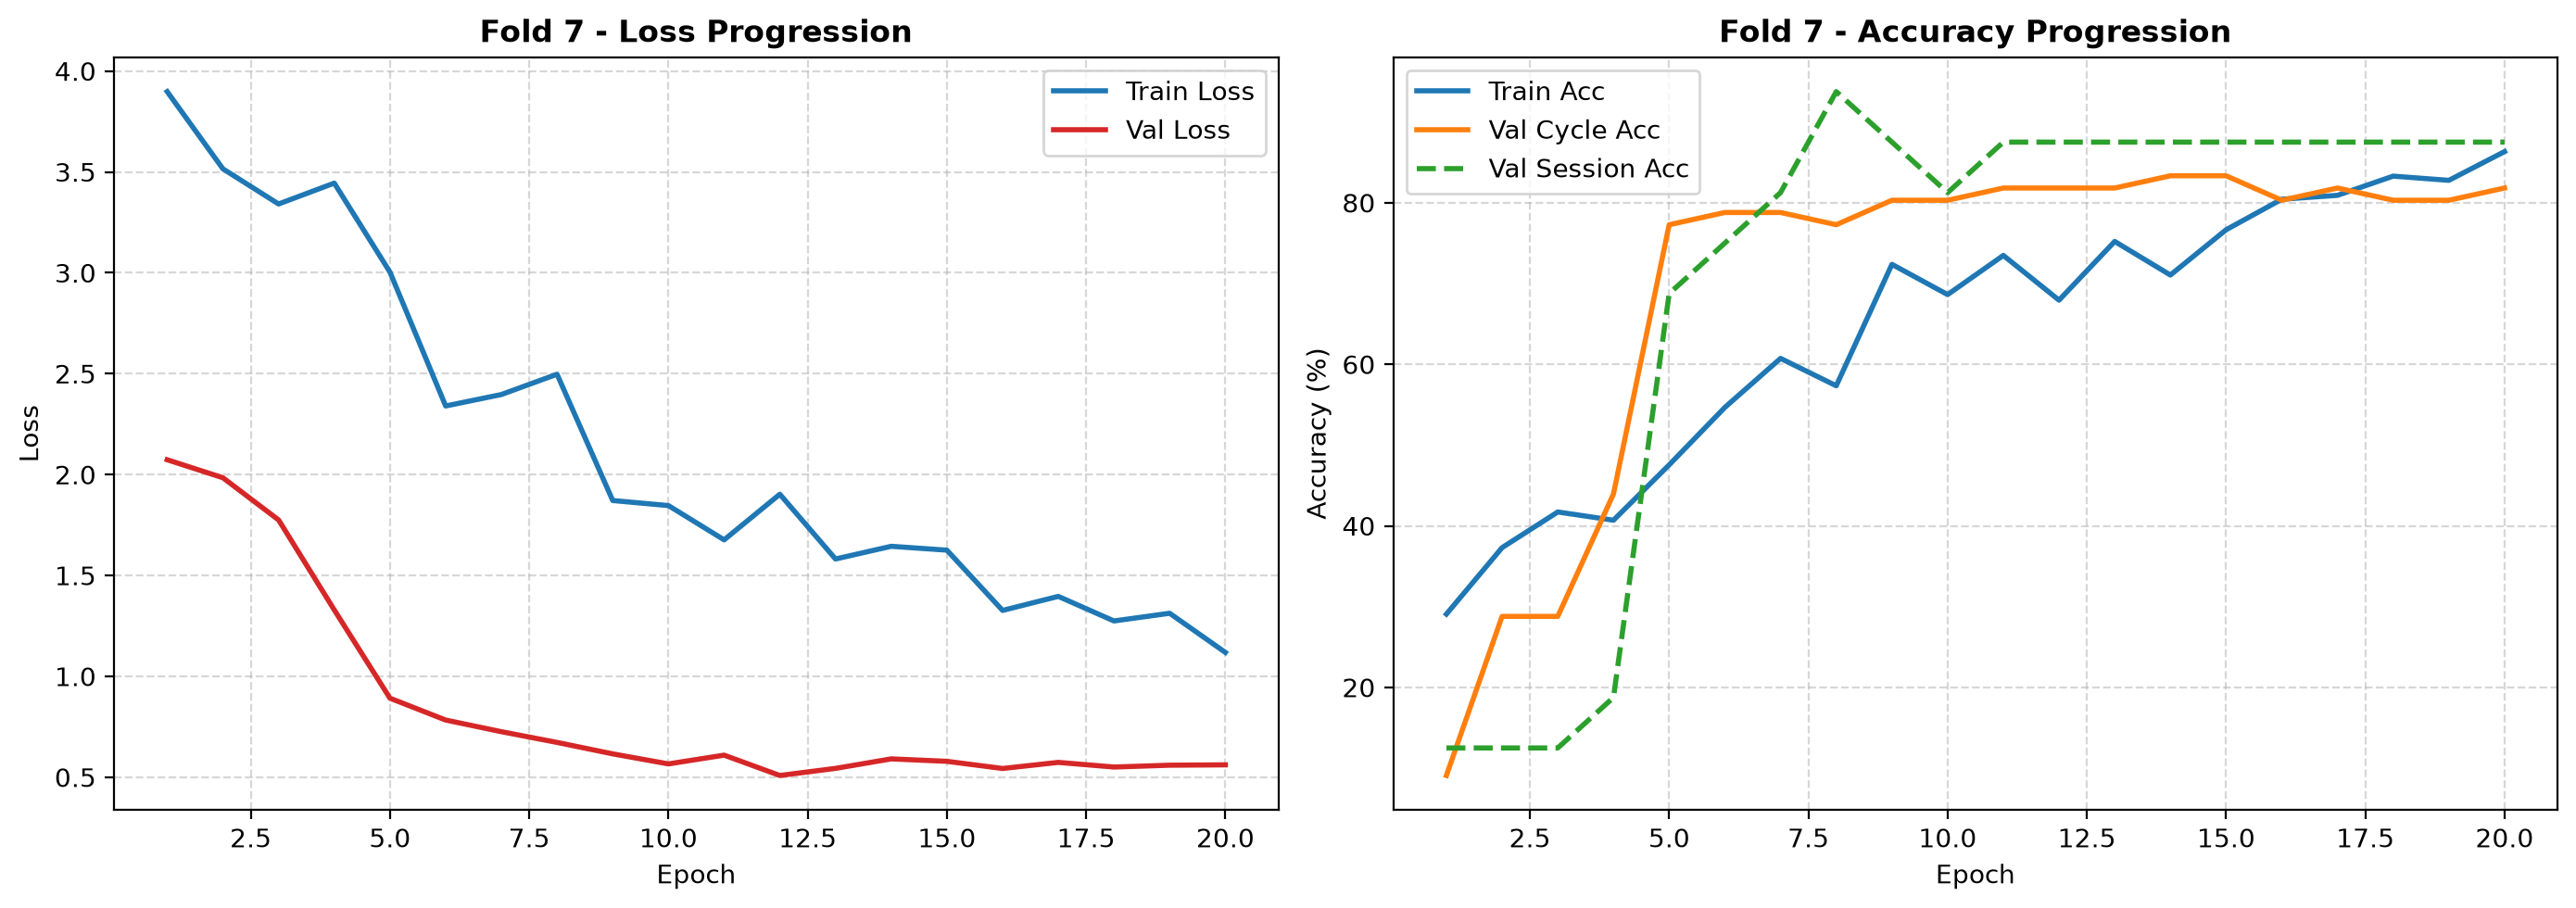 Fold 7 - Loss Progression
4.0
3.5
3.0
2.5
2.0
1.5
1.0
0.5
Loss
Train Loss
Val Loss
2.5 5.0 7.5 10.0 12.5 15.0 17.5 20.0
Epoch
Fold 7 - Accuracy Progression
80
60
40
20
Accuracy (%)
Train Acc
Val Cycle Acc
Val Session Acc
2.5 5.0 7.5 10.0 12.5 15.0 17.5 20.0
Epoch